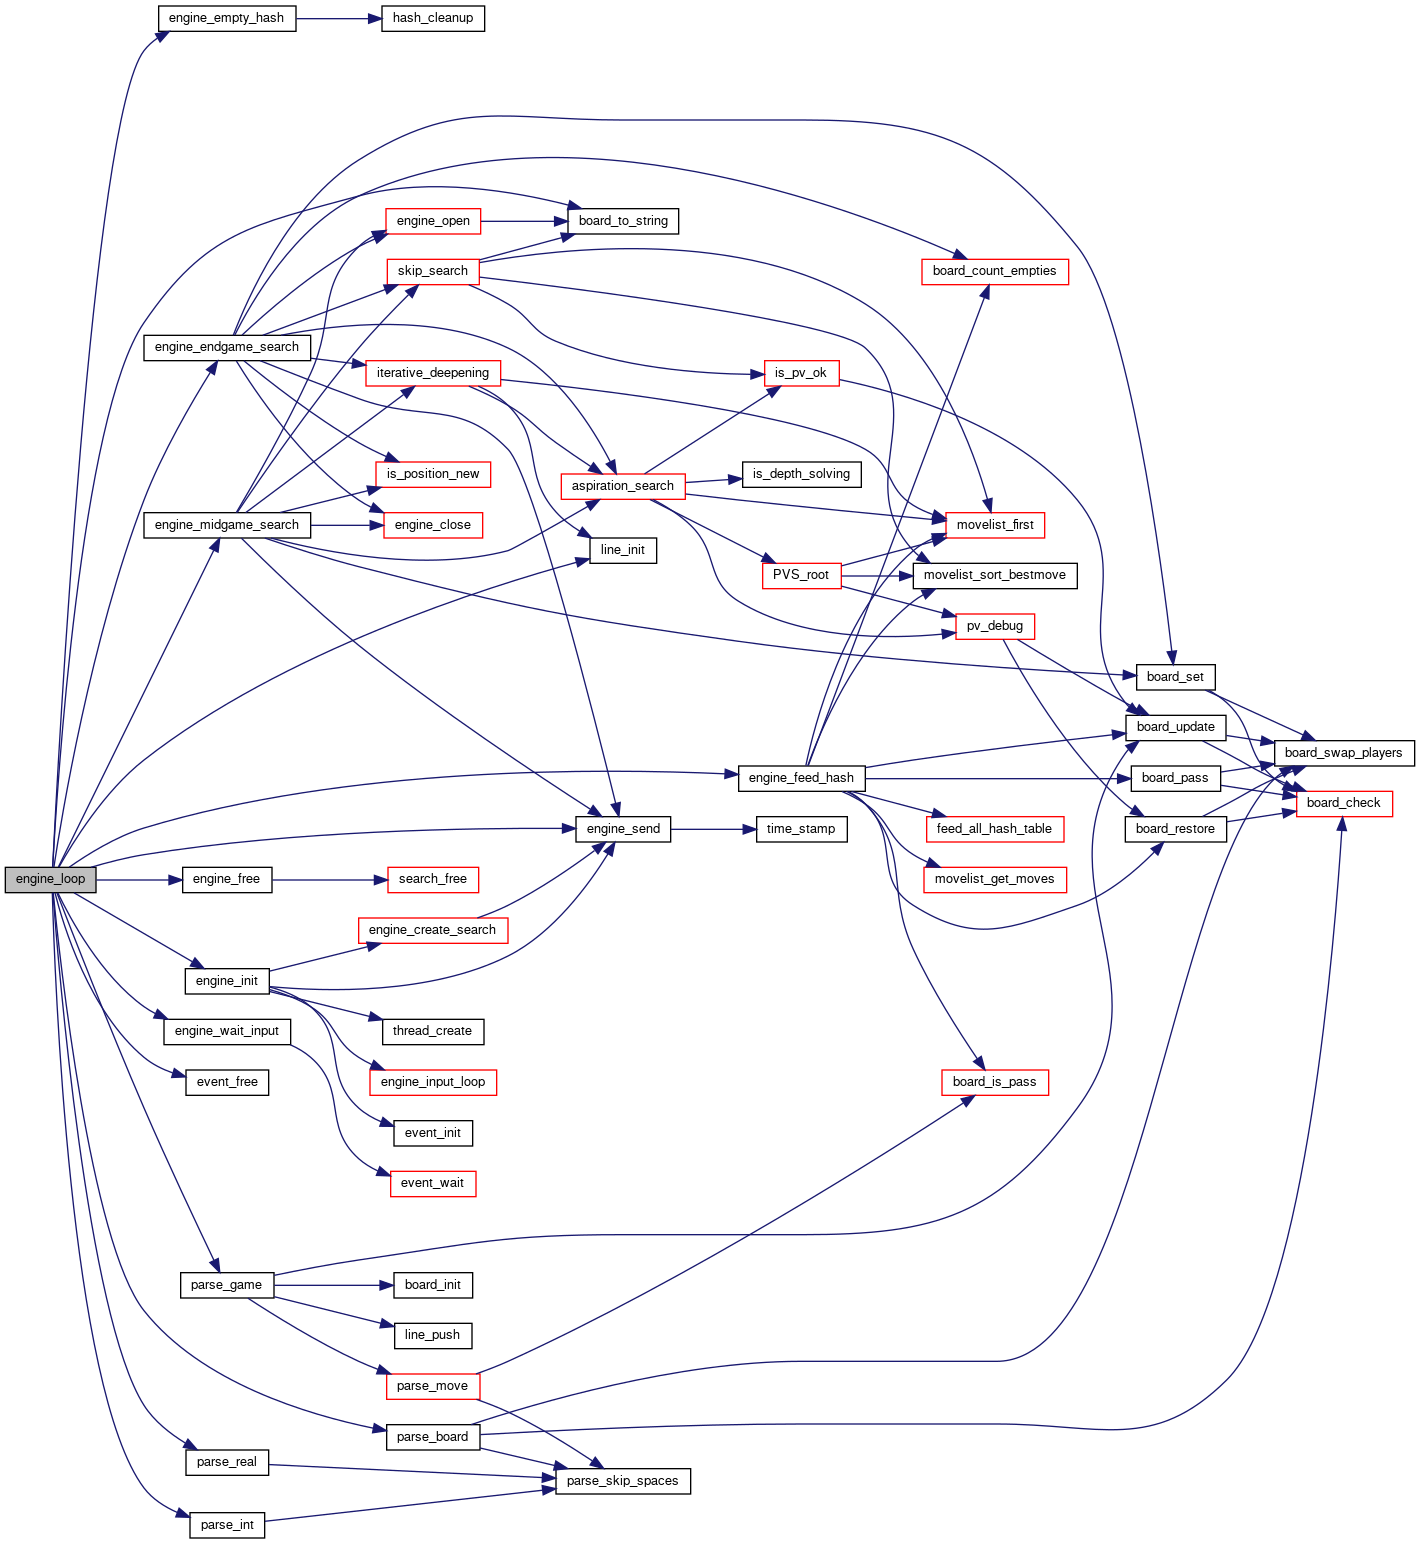 engine_empty_hash
hash_cleanup
engine_open
board_to_string
skip_search
board_count_empties
engine_endgame_search
iterative_deepening
is_pv_ok
is_position_new
aspiration_search
is_depth_solving
engine_midgame_search
engine_close
movelist_first
line_init
PVS_root
movelist_sort_bestmove
pv_debug
board_set
board_update
board_swap_players
engine_feed_hash
board_pass
board_check
engine_send
time_stamp
feed_all_hash_table
board_restore
engine_loop
engine_free
search_free
movelist_get_moves
engine_create_search
engine_init
engine_wait_input
thread_create
event_free
engine_input_loop
board_is_pass
event_init
event_wait
parse_game
board_init
line_push
parse_move
parse_board
parse_real
parse_skip_spaces
parse_int